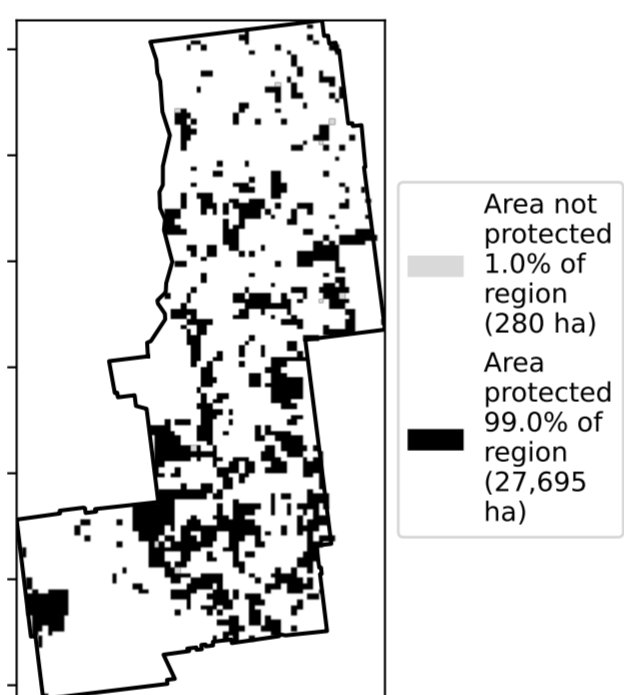 Area not
protected
1.0% of
region
(280 ha)
Area
protected
99.0% of
region
(27,695
ha)